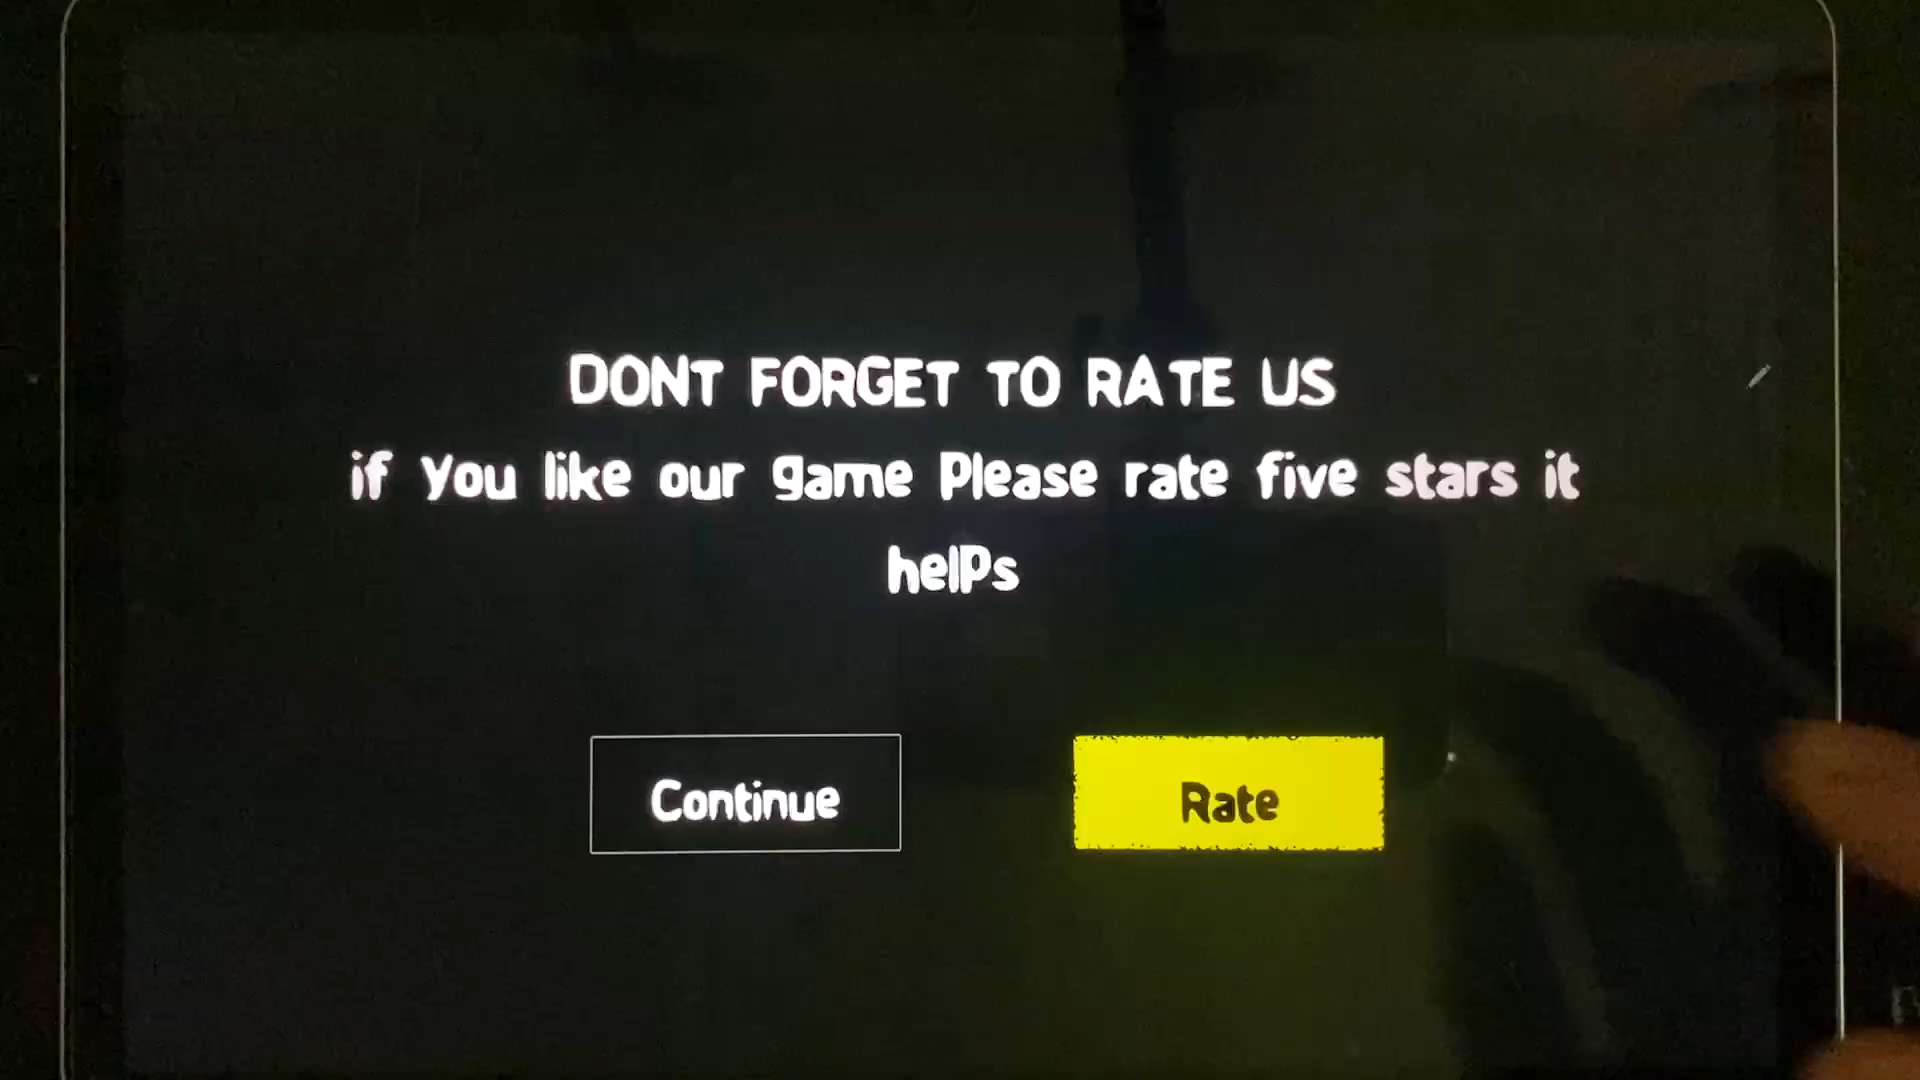 DONT FORGET TO RATE US
if You like our game Please rate five stars it
helPs
Continue
Rate